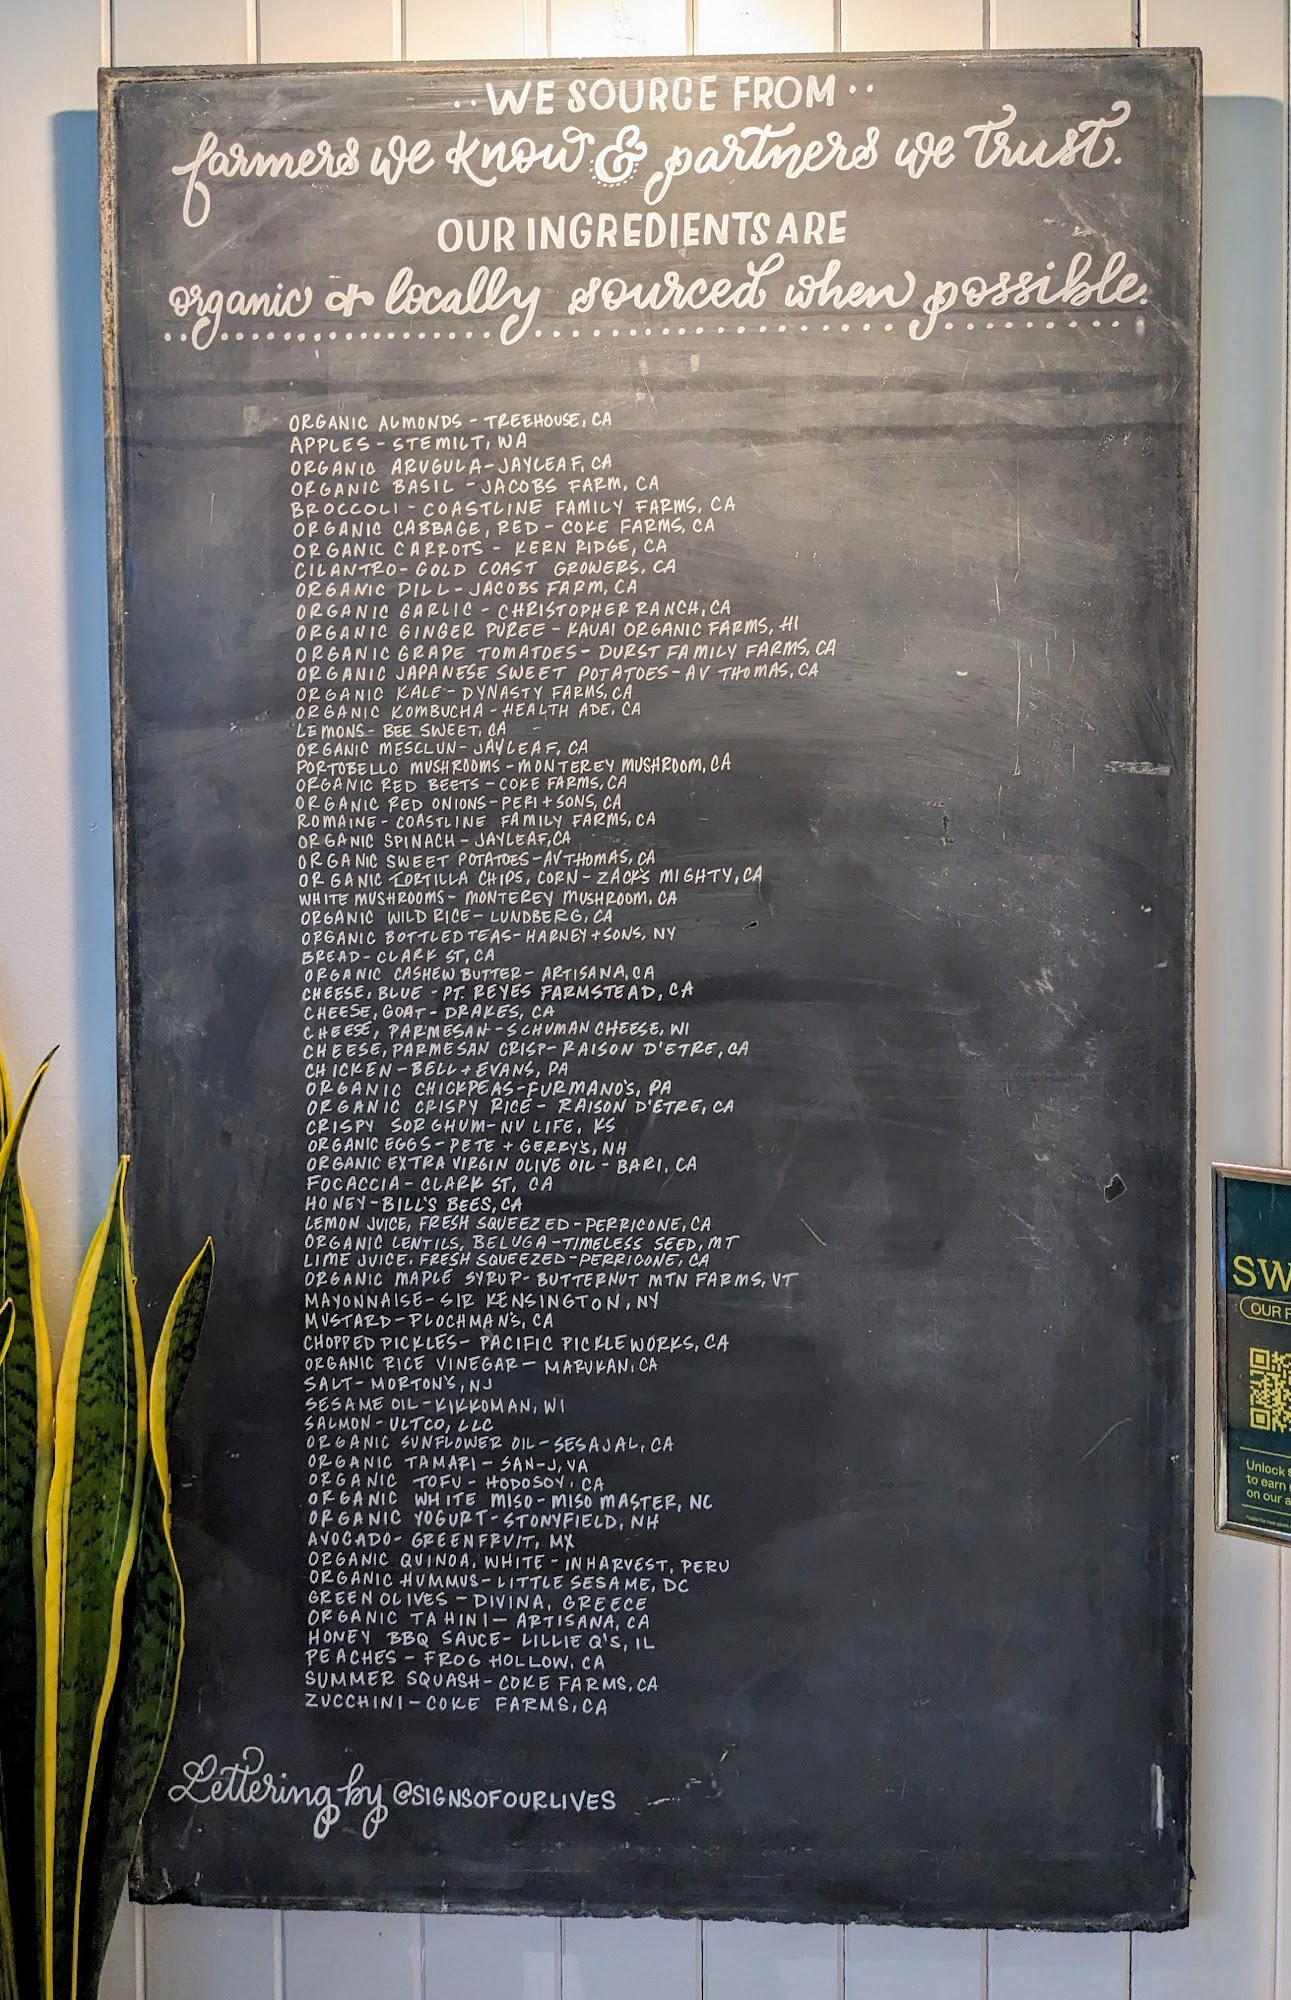 ··WE SOURCE FROM··
farmers we know & partners we trust.
OUR INGREDIENTS ARE
organic & locally sourced when possible.
ORGANIC ALMONDS - TREEHOUSE, CA
APPLES - STEMILT, WA
ORGANIC ARUGULA - JAYLEAF, CA
ORGANIC BASIL - JACOBS FARM, CA
BROCCOLI - COASTLINE FAMILY FARMS, CA
ORGANIC CABBAGE, RED - COKE FARMS, CA
ORGANIC CARROTS - KERN RIDGE, CA
CILANTRO - GOLD COAST GROWERS, CA
ORGANIC DILL - JACOBS FARM, CA
ORGANIC GARLIC - CHRISTOPHER RANCH, CA
ORGANIC GINGER PUREE - KAUAI ORGANIC FARMS, HI
ORGANIC GRAPE TOMATOES - DURST FAMILY FARMS, CA
ORGANIC JAPANESE SWEET POTATOES - AV THOMAS, CA
ORGANIC KALE - DYNASTY FARMS, CA
ORGANIC KOMBUCHA - HEALTH ADE, CA
LEMONS - BEE SWEET, CA
ORGANIC MESCLUN - JAYLEAF, CA
PORTOBELLO MUSHROOMS - MONTEREY MUSHROOM, CA
ORGANIC RED BEETS - COKE FARMS, CA
ORGANIC RED ONIONS - PERI + SONS, CA
ROMAINE - COASTLINE FAMILY FARMS, CA
ORGANIC SPINACH - JAYLEAF, CA
ORGANIC SWEET POTATOES - AV THOMAS, CA
ORGANIC TORTILLA CHIPS, CORN - ZACK'S MIGHTY, CA
WHITE MUSHROOMS - MONTEREY MUSHROOM, CA
ORGANIC WILD RICE - LUNDBERG, CA
ORGANIC BOTTLED TEAS - HARNEY + SONS, NY
BREAD - CLARK ST, CA
ORGANIC CASHEW BUTTER - ARTISANA, CA
CHEESE, BLUE - PT. REYES FARMSTEAD, CA
CHEESE, GOAT - DRAKES, CA
CHEESE, PARMESAN - SCHUMAN CHEESE, WI
CHEESE, PARMESAN CRISP - RAISON D'ETRE, CA
CHICKEN - BELL + EVANS, PA
ORGANIC CHICKPEAS - FURMANO'S, PA
ORGANIC CRISPY RICE - RAISON D'ETRE, CA
CRISPY SORGHUM - NU LIFE, KS
ORGANIC EGGS - PETE + GERRY'S, NH
ORGANIC EXTRA VIRGIN OLIVE OIL - BARI, CA
FOCACCIA - CLARK ST, CA
HONEY - BILL'S BEES, CA
LEMON JUICE, FRESH SQUEEZED - PERRICONE, CA
ORGANIC LENTILS, BELUGA - TIMELESS SEED, MT
LIME JUICE, FRESH SQUEEZED - PERRICONE, CA
ORGANIC MAPLE SYRUP - BUTTERNUT MTN FARMS, VT
MAYONNAISE - SIR KENSINGTON, NY
MUSTARD - PLOCHMAN'S, CA
CHOPPED PICKLES - PACIFIC PICKLE WORKS, CA
ORGANIC RICE VINEGAR - MARUKAN, CA
SALT - MORTON'S, NJ
SESAME OIL - KIKKOMAN, WI
SALMON - ULTCO, LLC
ORGANIC SUNFLOWER OIL - SESAJAL, CA
ORGANIC TAMARI - SAN-J, VA
ORGANIC TOFU - HODOSOY, CA
ORGANIC WHITE MISO - MISO MASTER, NC
ORGANIC YOGURT - STONYFIELD, NH
AVOCADO - GREENFRUIT, MX
ORGANIC QUINOA, WHITE - INHARVEST, PERU
ORGANIC HUMMUS - LITTLE SESAME, DC
GREEN OLIVES - DIVINA, GREECE
ORGANIC TAHINI - ARTISANA, CA
HONEY BBQ SAUCE - LILLIE Q'S, IL
PEACHES - FROG HOLLOW, CA
SUMMER SQUASH - COKE FARMS, CA
ZUCCHINI - COKE FARMS, CA
Lettering by @SIGNSOFOURLIVES
SW
OUR
Unlock
to earn
on our a